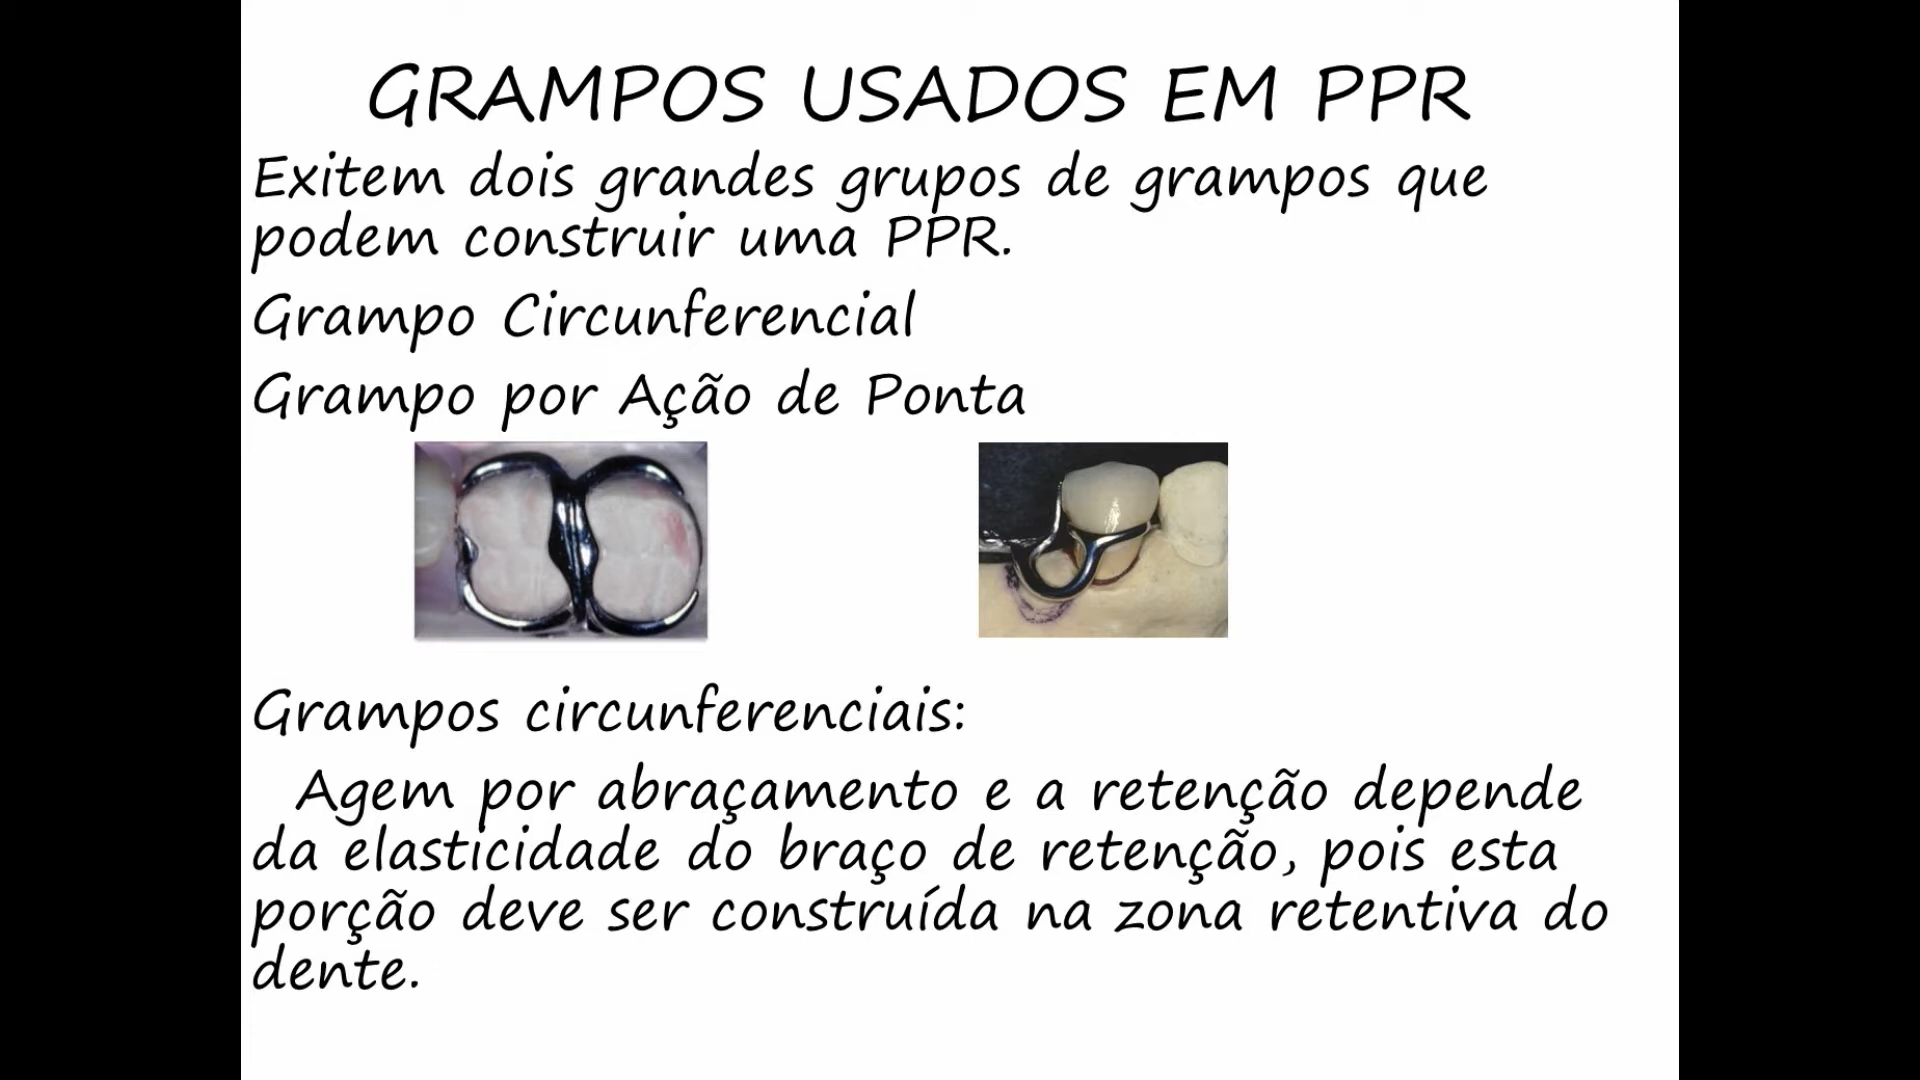 GRAMPOS USADOS EM PPR
Exitem dois grandes grupos de grampos que
podem construir uma PPR.
Grampo Circunferencial
Grampo por Ação de Ponta
Grampos circunferenciais:
Agem por abraçamento e a retenção depende
da elasticidade do braço de retenção, pois esta
porção deve ser construída na zona retentiva do
dente.